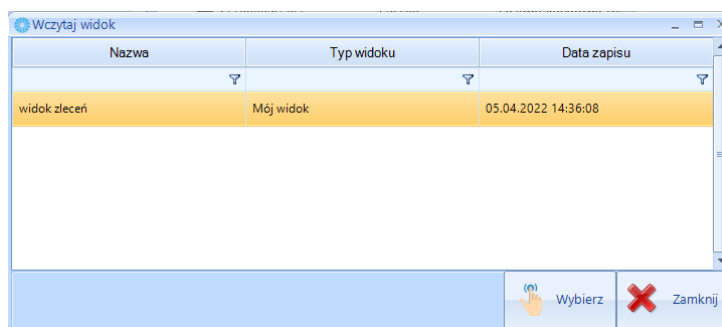 Wczytaj widok
Nazwa Typ widoku Data zapisu
widok zleceń Mój widok 05.04.2022 14:36:08
Wybierz Zamknij